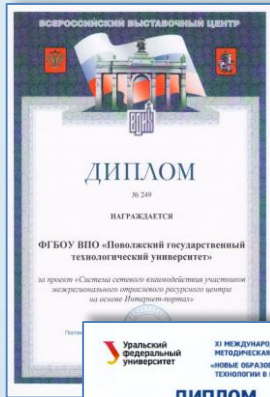 ВСЕРОССИЙСКИЙ ВЫСТАВОЧНЫЙ ЦЕНТР
ДИПЛОМ
№ 249
НАГРАЖДАЕТСЯ
ФГБОУ ВПО «Поволжский государственный
технологический университет»
за проект «Система сетевого взаимодействия участников
межрегионального отраслевого ресурсного центра
на основе Интернет-портала»
Уральский
федеральный
университет
XI МЕЖДУНАРО
МЕТОДИЧЕСКАЯ
«НОВЫЕ ОБРАЗО
ТЕХНОЛОГИИ В
ДИПЛОМ